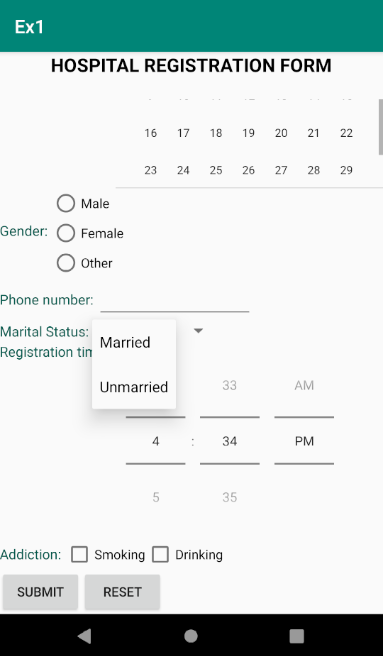 Ex1
HOSPITAL REGISTRATION FORM
16 17 18 19 20 21 22
23 24 25 26 27 28 29
Male
Gender: Female
Other
Phone number:
Marital Status:
Married
Registration tim
Unmarried
33 AM
4 : 34 PM
5 35
Addiction: Smoking Drinking
SUBMIT RESET